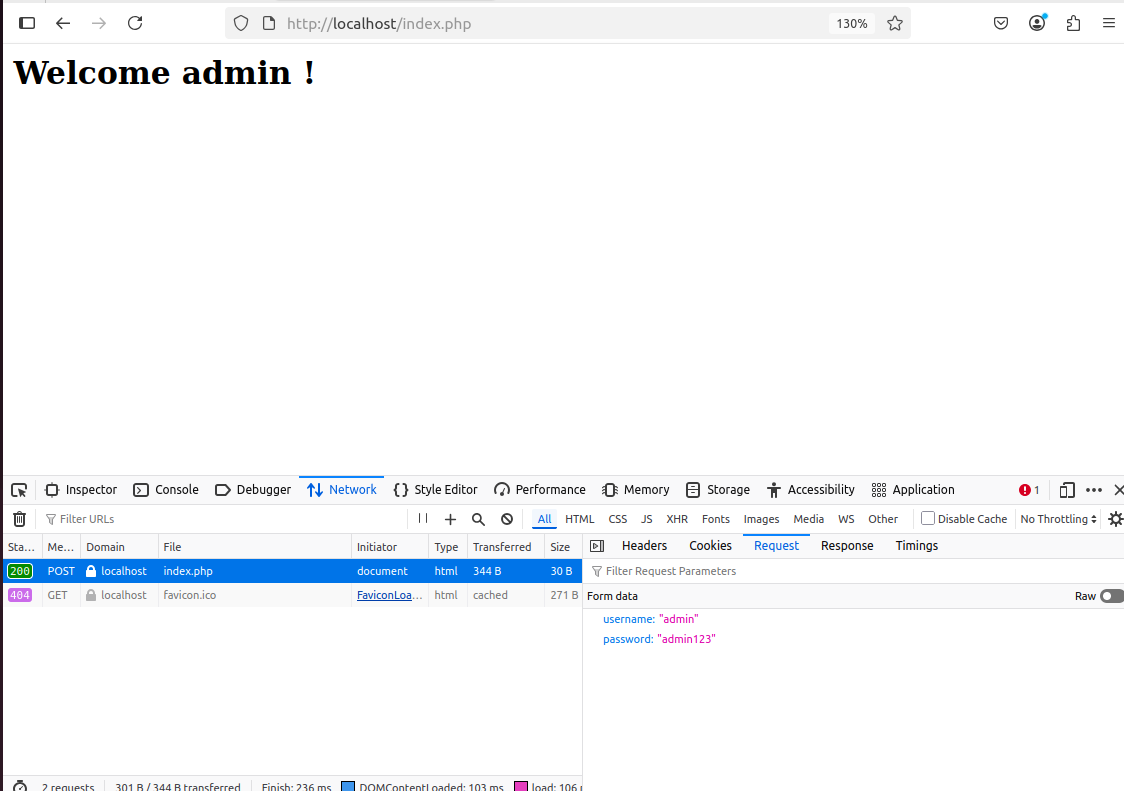 http://localhost/index.php 130%
Welcome admin !
Inspector Console Debugger Network Style Editor Performance Memory Storage Accessibility Application 1
Filter URLs All HTML CSS JS XHR Fonts Images Media WS Other Disable Cache No Throttling
Sta... Me... Domain File Initiator Type Transferred Size Headers Cookies Request Response Timings
200 POST localhost index.php document html 344 B 30 B Filter Request Parameters
404 GET localhost favicon.ico FaviconLoa... html cached 271 B Form data Raw
username: "admin"
password: "admin123"
2 requests 301 B / 344 B transferred Finish: 236 ms DOMContentLoaded: 103 ms load: 106